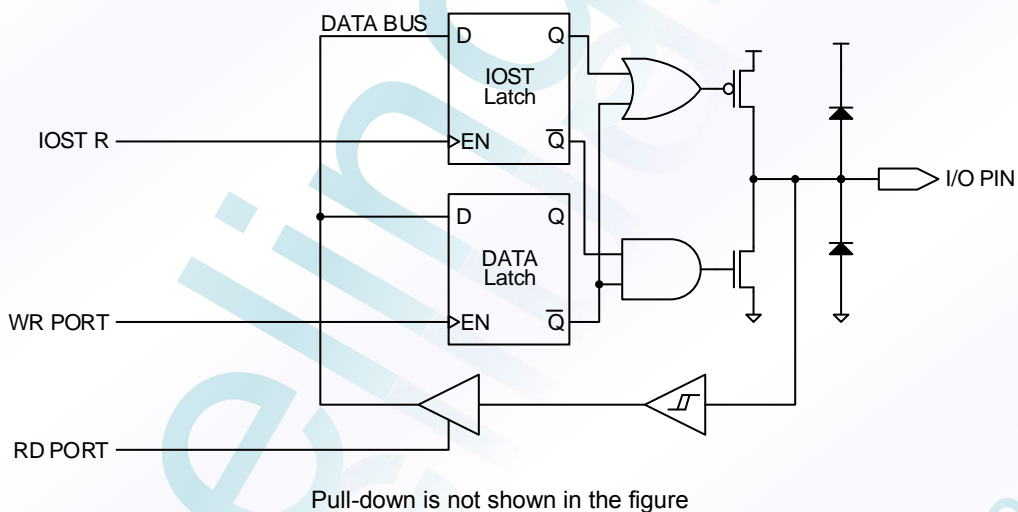 DATA BUS
D
Q
IOST
Latch
IOST R
EN
Q
D
Q
DATA
Latch
WR PORT
EN
Q
I/O PIN
RD PORT
Pull-down is not shown in the figure